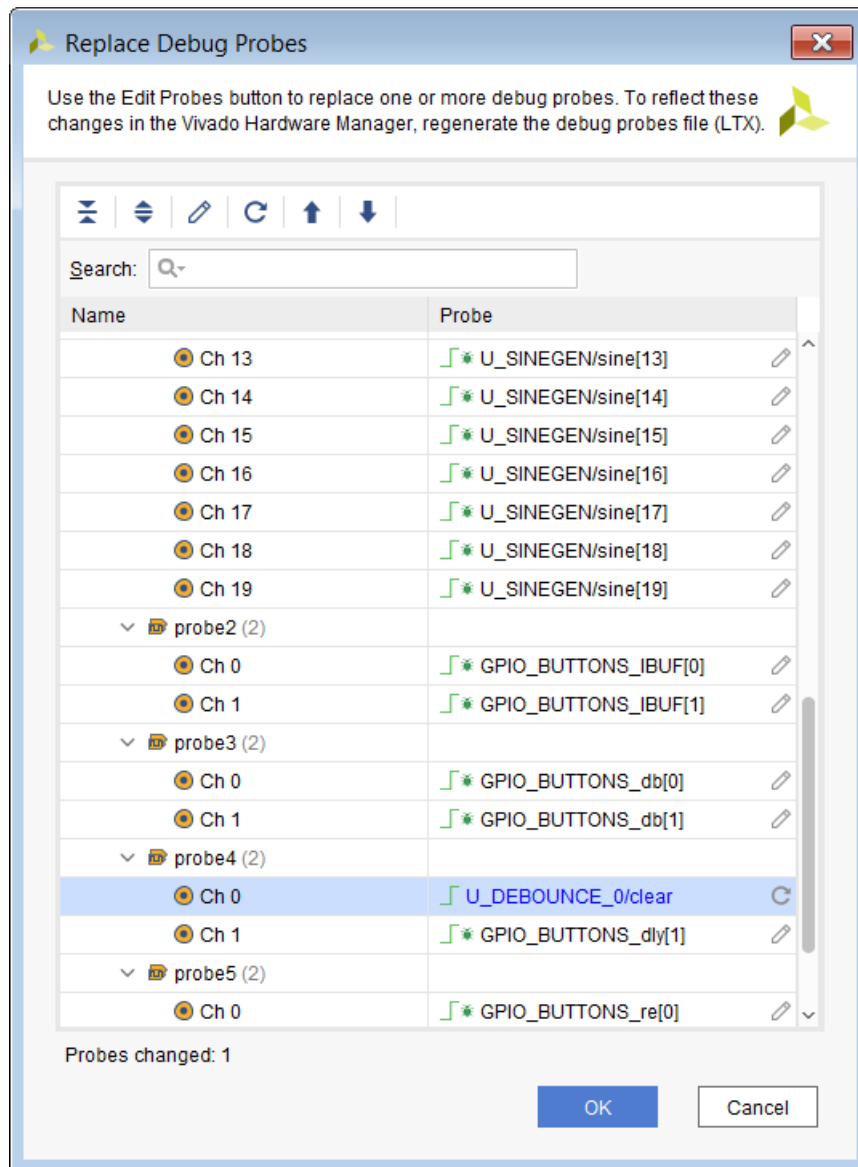 Replace Debug Probes
Use the Edit Probes button to replace one or more debug probes. To reflect these
changes in the Vivado Hardware Manager, regenerate the debug probes file (LTX).
Search:
Name Probe
Ch 13 U_SINEGEN/sine[13]
Ch 14 U_SINEGEN/sine[14]
Ch 15 U_SINEGEN/sine[15]
Ch 16 U_SINEGEN/sine[16]
Ch 17 U_SINEGEN/sine[17]
Ch 18 U_SINEGEN/sine[18]
Ch 19 U_SINEGEN/sine[19]
probe2 (2)
Ch 0 GPIO_BUTTONS_IBUF[0]
Ch 1 GPIO_BUTTONS_IBUF[1]
probe3 (2)
Ch 0 GPIO_BUTTONS_db[0]
Ch 1 GPIO_BUTTONS_db[1]
probe4 (2)
Ch 0 U_DEBOUNCE_0/clear
Ch 1 GPIO_BUTTONS_dly[1]
probe5 (2)
Ch 0 GPIO_BUTTONS_re[0]
Probes changed: 1
OK Cancel